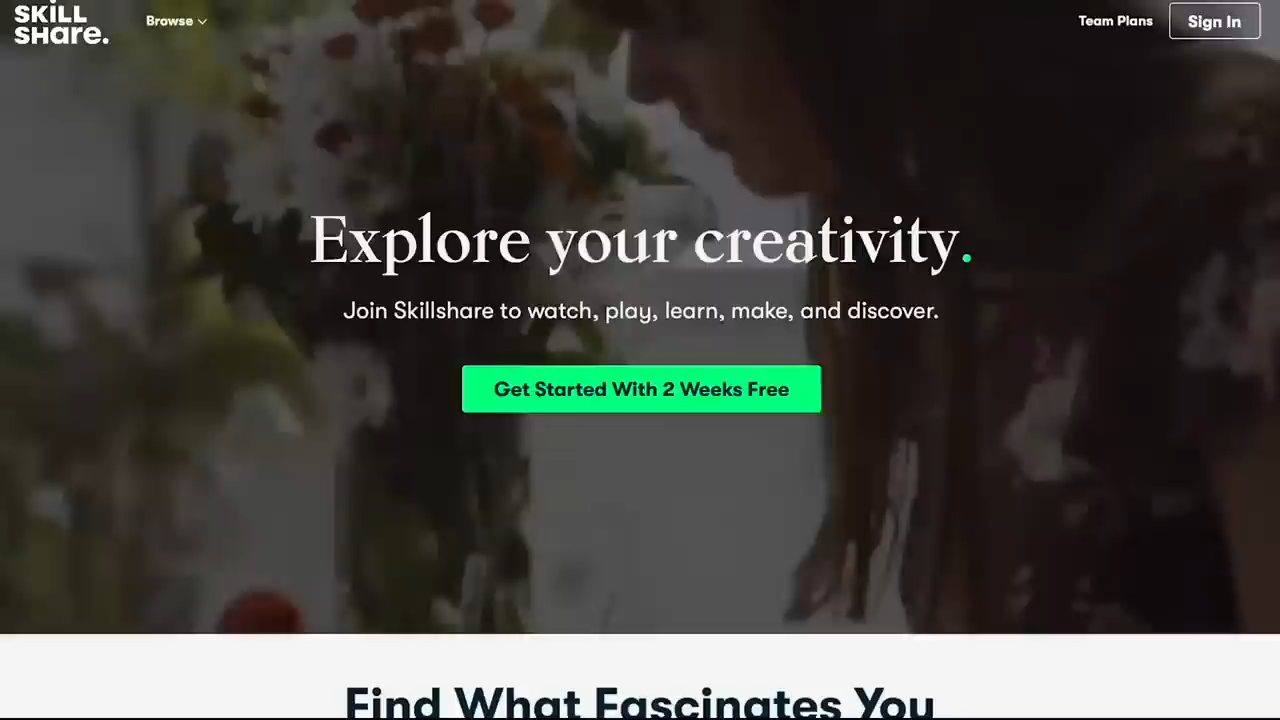 SKILL
SHare.
Browse
Team Plans
Sign In
Explore your creativity.
Join Skillshare to watch, play, learn, make, and discover.
Get Started With 2 Weeks Free
Find What Fascinates You